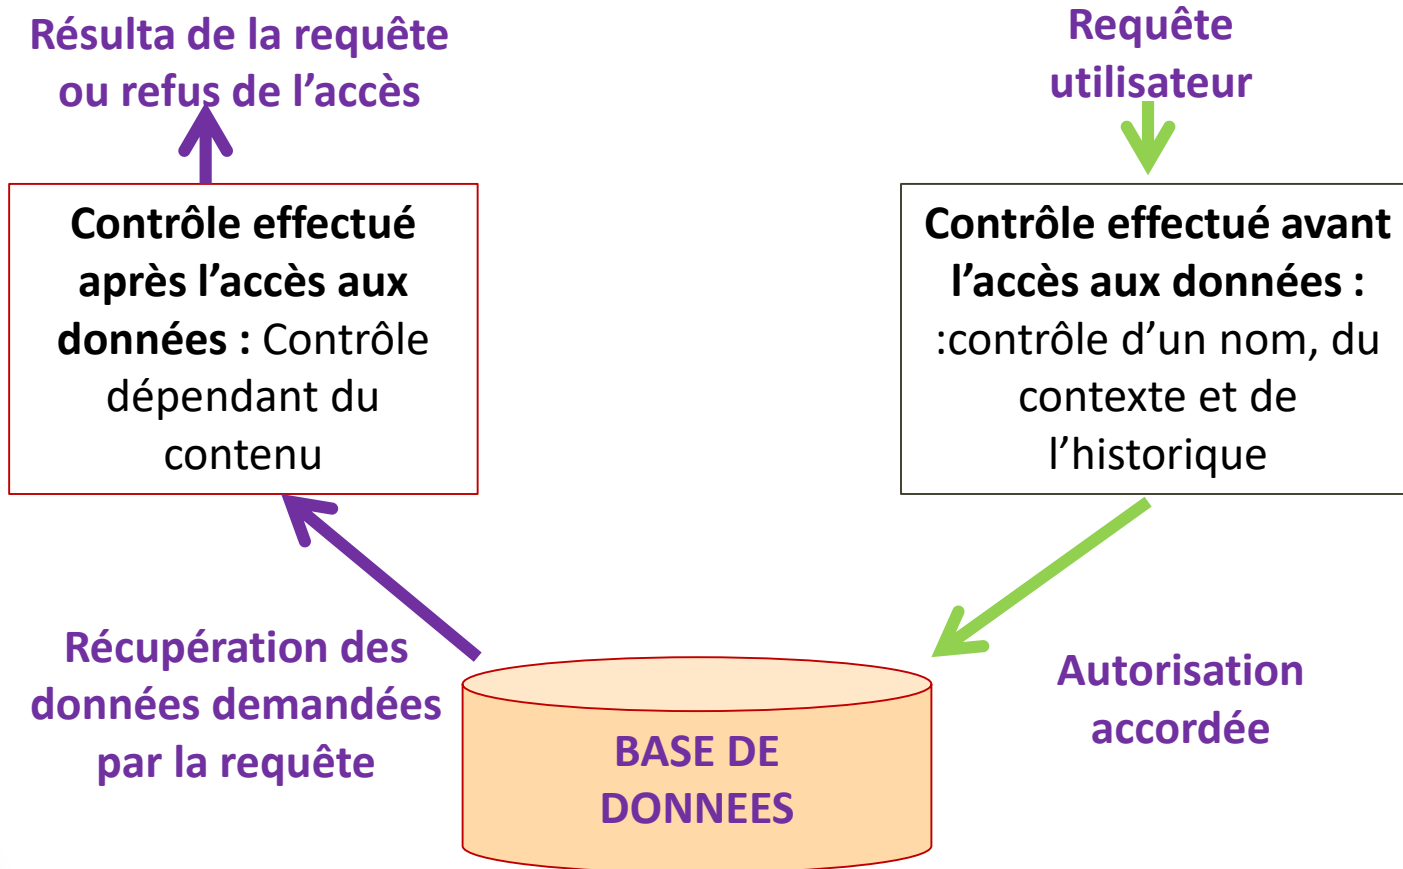 Résulta de la requête
ou refus de l’accès
Requête
utilisateur
Contrôle effectué
après l’accès aux
données : Contrôle
dépendant du
contenu
Contrôle effectué avant
l’accès aux données :
:contrôle d’un nom, du
contexte et de
l’historique
Récupération des
données demandées
par la requête
Autorisation
accordée
BASE DE
DONNEES